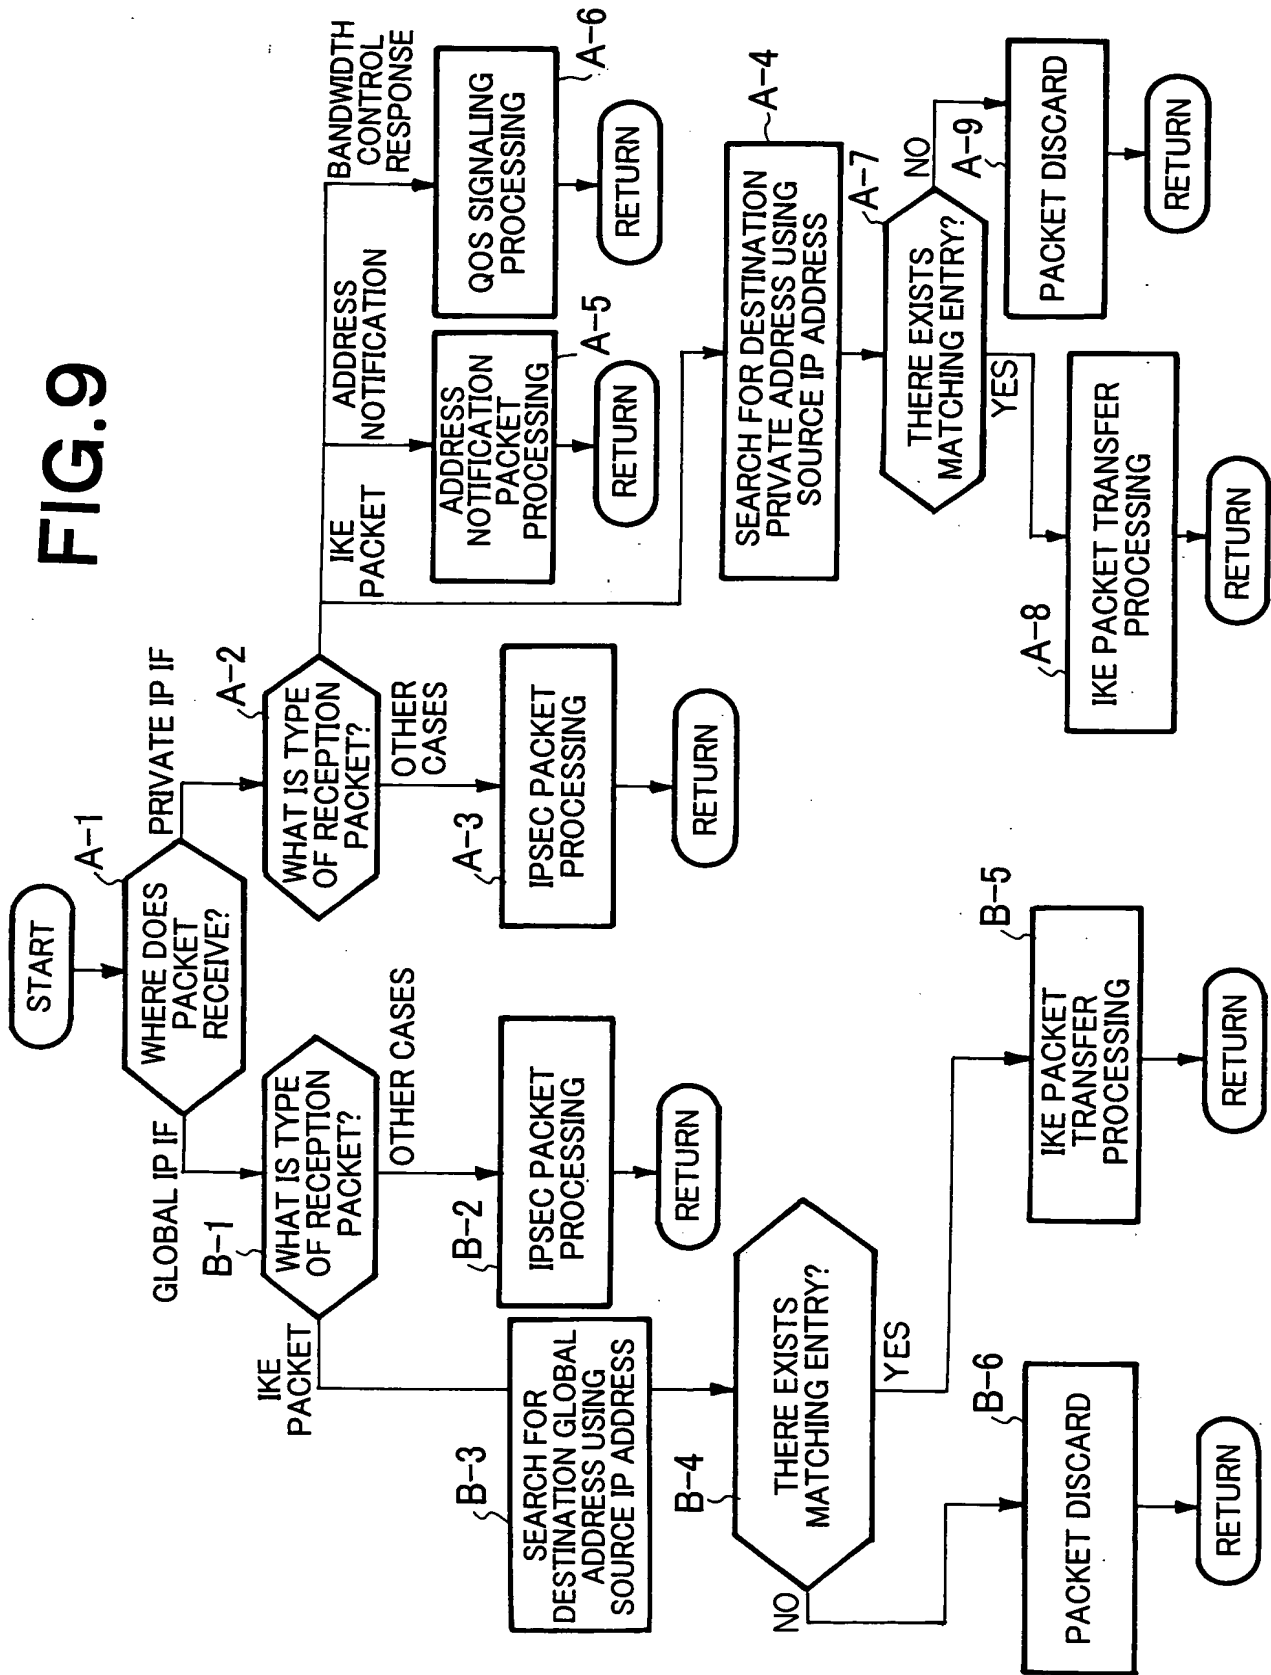 FIG.9
START
A-1
WHERE DOES
PACKET
RECEIVE?
GLOBAL IP IF
PRIVATE IP IF
B-1
WHAT IS TYPE
OF RECEPTION
PACKET?
IKE
PACKET
OTHER CASES
B-2
IPSEC PACKET
PROCESSING
RETURN
B-3
SEARCH FOR
DESTINATION GLOBAL
ADDRESS USING
SOURCE IP ADDRESS
B-4
THERE EXISTS
MATCHING ENTRY?
NO
YES
B-6
PACKET DISCARD
RETURN
B-5
IKE PACKET
TRANSFER
PROCESSING
RETURN
A-2
WHAT IS TYPE
OF RECEPTION
PACKET?
OTHER
CASES
A-3
IPSEC PACKET
PROCESSING
RETURN
IKE
PACKET
ADDRESS
NOTIFICATION
BANDWIDTH
CONTROL
RESPONSE
ADDRESS
NOTIFICATION
PACKET
PROCESSING
A-5
RETURN
QOS SIGNALING
PROCESSING
A-6
RETURN
SEARCH FOR DESTINATION
PRIVATE ADDRESS USING
SOURCE IP ADDRESS
A-4
THERE EXISTS
MATCHING ENTRY?
A-7
YES
NO
A-8
IKE PACKET TRANSFER
PROCESSING
RETURN
A-9
PACKET DISCARD
RETURN